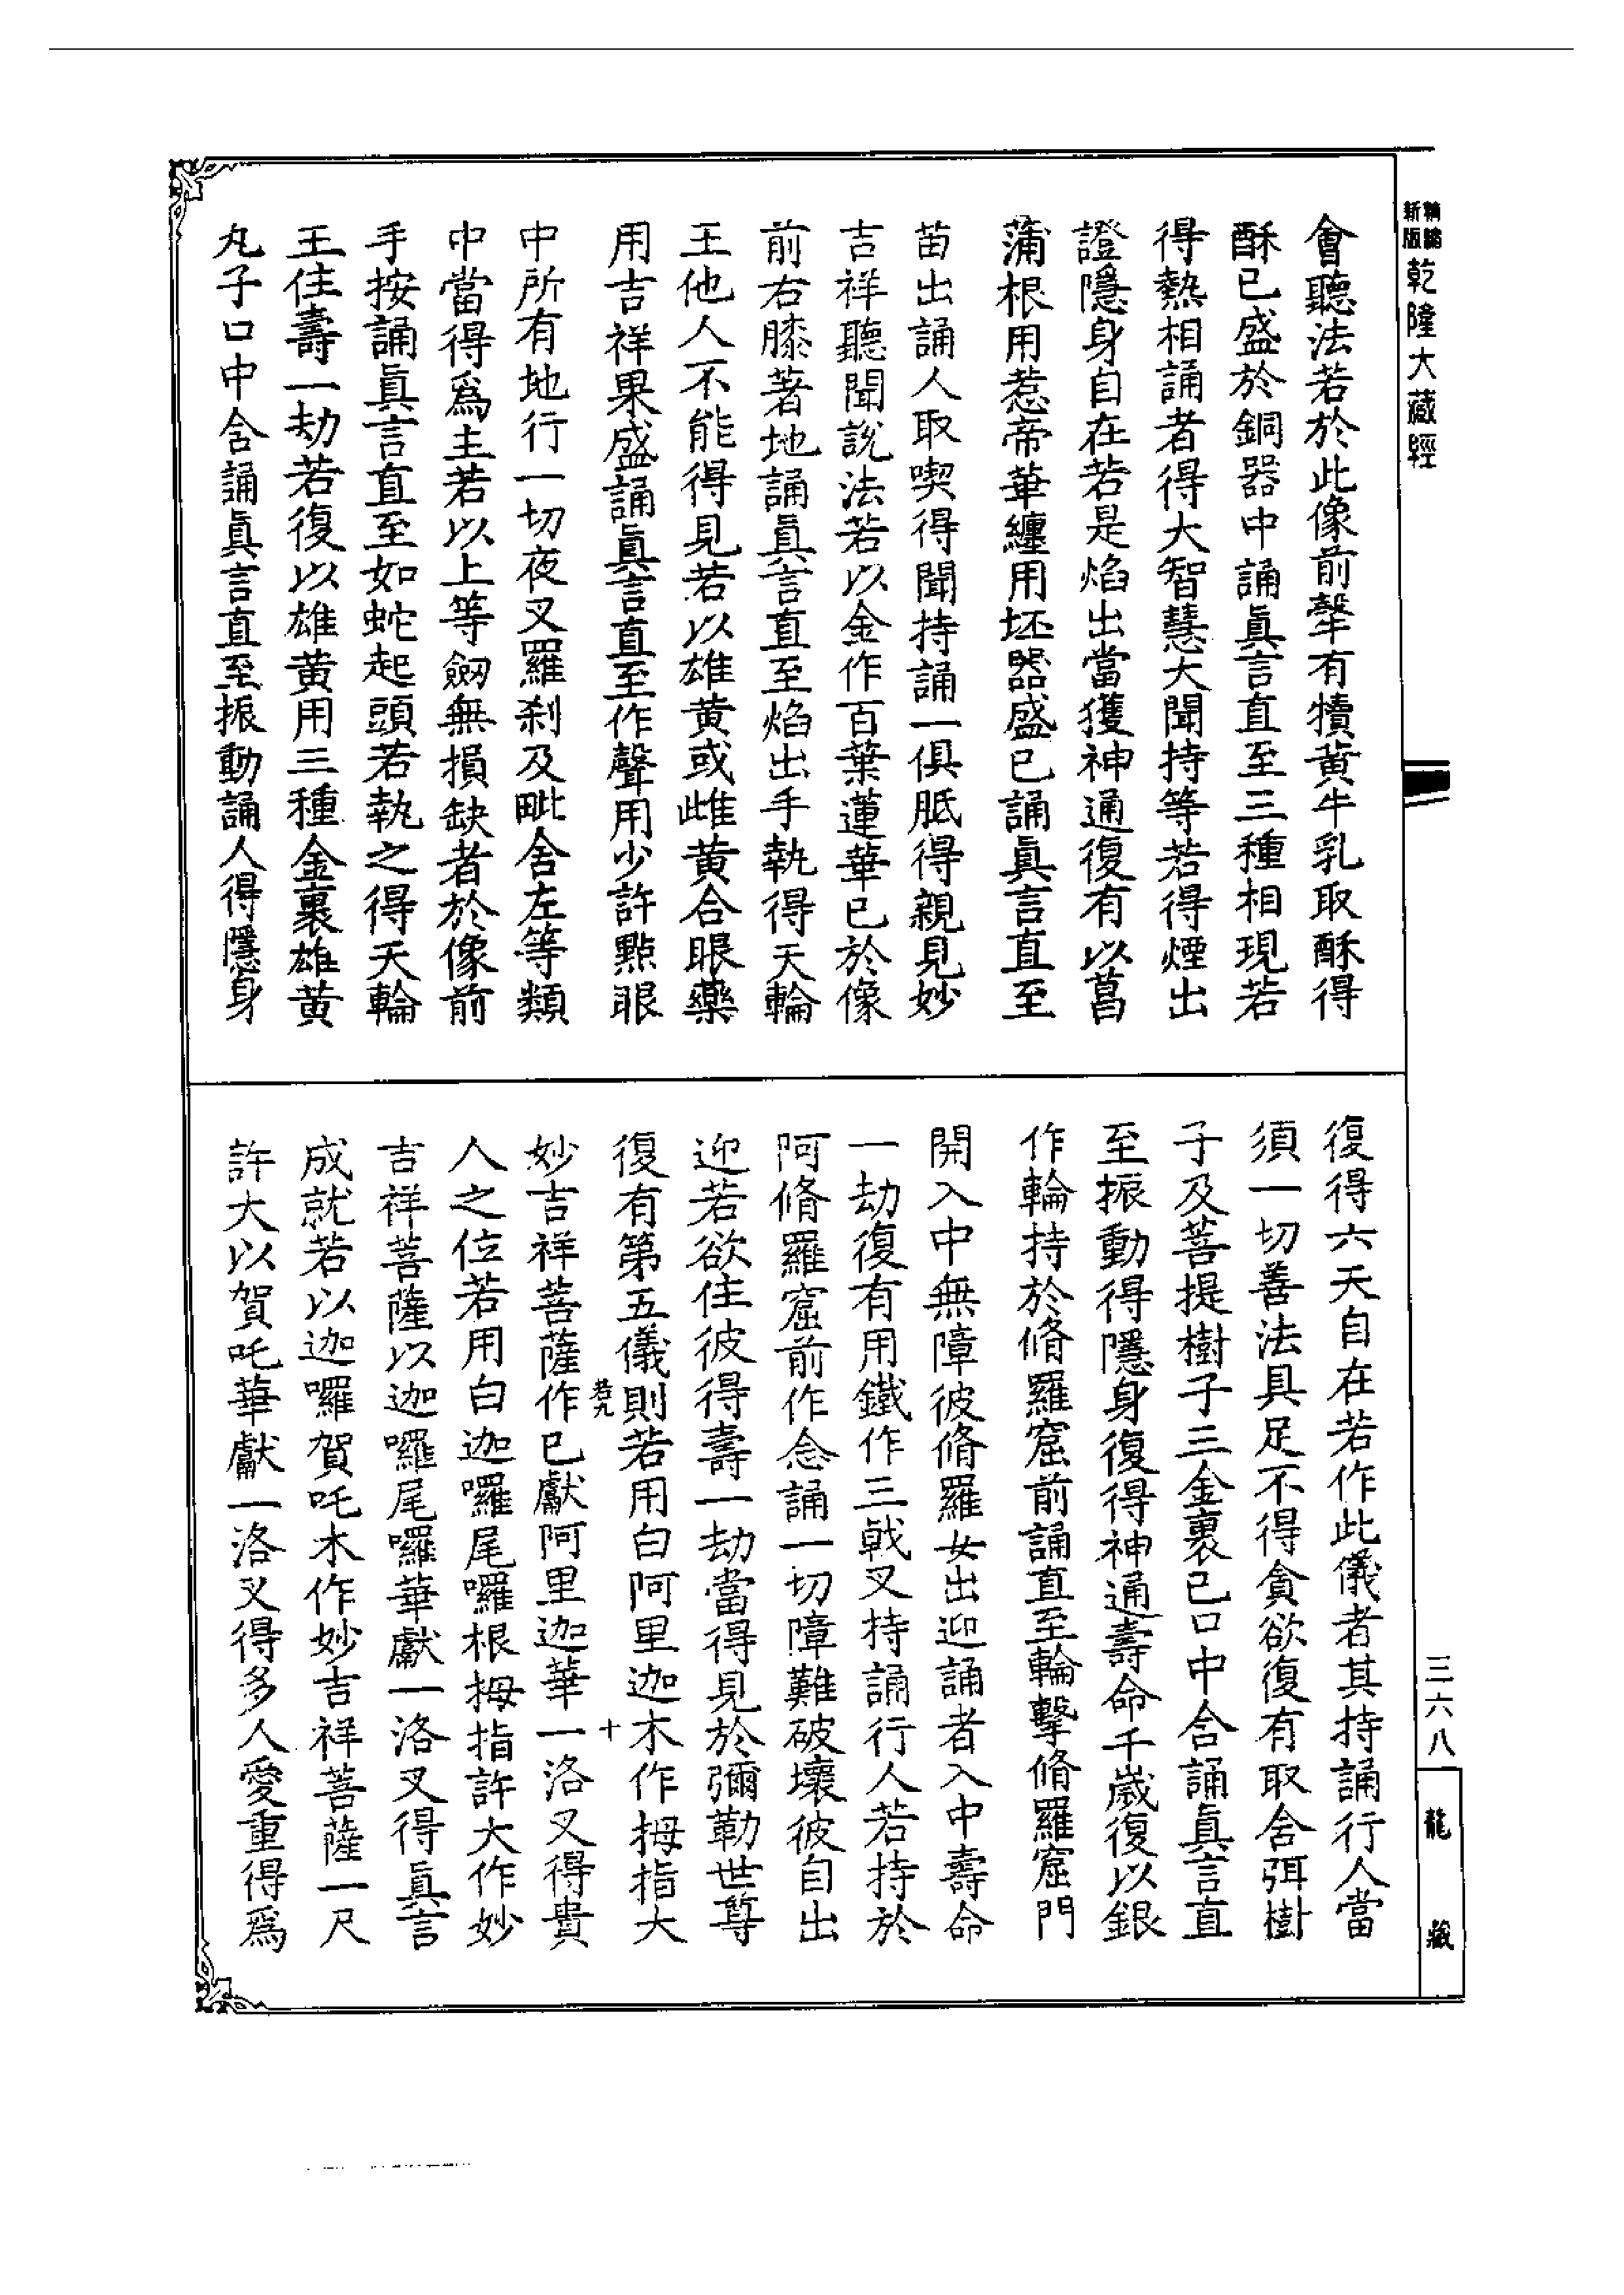 新版精縮乾隆大藏經
會聽法若於此像前犛有犢黃牛乳取酥得
酥已盛於銅器中誦眞言直至三種相現若
得熱相誦者得大智慧大聞持等若得煙出
證隱身自在若是焰出當獲神通復有以菖
蒲根用惹帝華纏用坯器盛已誦眞言直至
苗出誦人取喫得聞持誦一俱胝得親見妙
吉祥聽聞說法若以金作百葉蓮華已於像
前右膝著地誦眞言直至焰出手執得天輪
王他人不能得見若以雄黃或雌黃合眼藥
用吉祥果盛誦眞言直至作聲用少許點眼
中所有地行一切夜叉羅刹及毗舍左等類
中當得爲主若以上等劒無損缺者於像前
手按誦眞言直至如蛇起頭若執之得天輪
王住壽一劫若復以雄黃用三種金裹雄黃
丸子口中含誦眞言直至振動誦人得隱身
復得六天自在若作此儀者其持誦行人當
須一切善法具足不得貪欲復有取舍弭樹
子及菩提樹子三金裹已口中含誦眞言直
至振動得隱身復得神通壽命千嵗復以銀
作輪持於脩羅窟前誦直至輪擊脩羅窟門
開入中無障彼脩羅女出迎誦者入中壽命
一劫復有用鐵作三戟叉持誦行人若持於
阿脩羅窟前作念誦一切障難破壞彼自出
迎若欲住彼得壽一劫當得見於彌勒世尊
復有第五儀則若用白阿里迦木作拇指大
妙吉祥菩薩作已獻阿里迦華一洛叉得貴
人之位若用白迦囉尾囉根拇指許大作妙
吉祥菩薩以迦囉尾囉華獻一洛叉得眞言
成就若以迦囉賀吒木作妙吉祥菩薩一尺
許大以賀吒華獻一洛叉得多人愛重得爲
十
三六八
龍藏